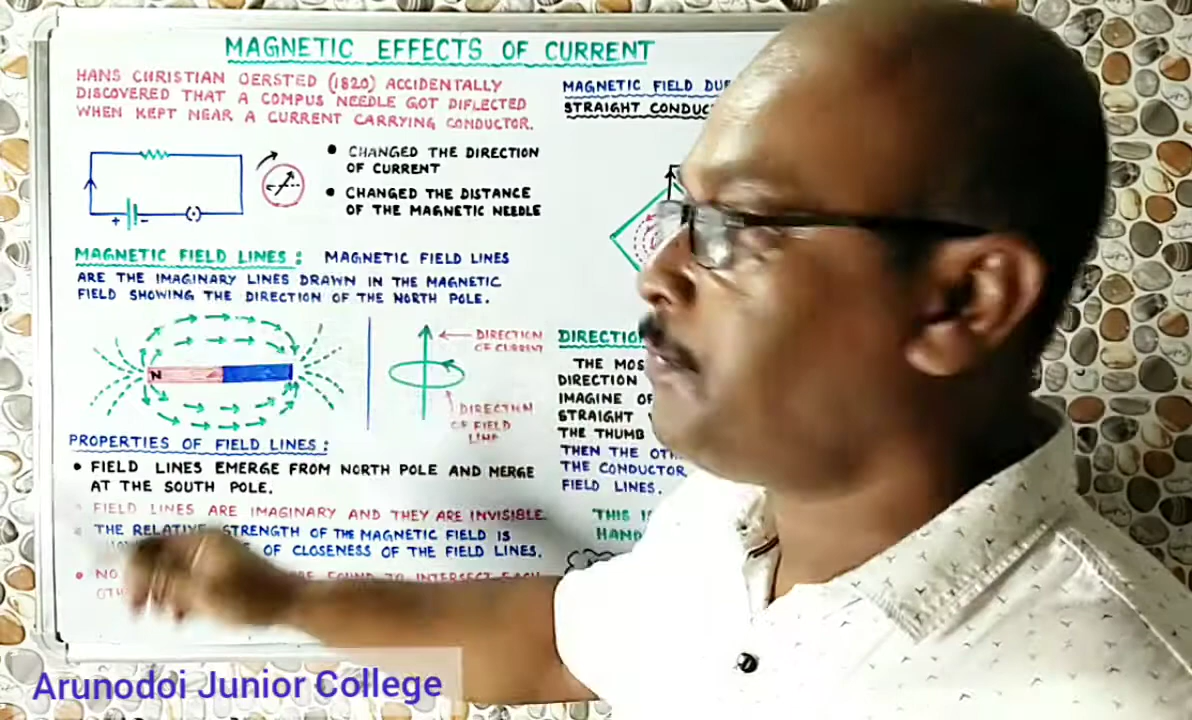 MAGNETIC EFFECTS OF CURRENT
HANS CHRISTIAN OERSTED (1820) ACCIDENTALLY
DISCOVERED THAT A COMPUS NEEDLE GOT DIFLECTED
WHEN KEPT NEAR A CURRENT CARRYING CONDUCTOR.
• CHANGED THE DIRECTION
OF CURRENT
• CHANGED THE DISTANCE
OF THE MAGNETIC NEEDLE
+ -
MAGNETIC FIELD LINES: MAGNETIC FIELD LINES
ARE THE IMAGINARY LINES DRAWN IN THE MAGNETIC
FIELD SHOWING THE DIRECTION OF THE NORTH POLE.
N
DIRECTION
OF CURRENT
DIRECTION
OF FIELD
LINE
PROPERTIES OF FIELD LINES:
• FIELD LINES EMERGE FROM NORTH POLE AND MERGE
AT THE SOUTH POLE.
• FIELD LINES ARE IMAGINARY AND THEY ARE INVISIBLE.
• THE RELATIVE STRENGTH OF THE MAGNETIC FIELD IS
OF CLOSENESS OF THE FIELD LINES.
• NO FOUND TO INTERSECT EACH
MAGNETIC FIELD DUE
STRAIGHT
THE MOS
DIRECTION
IMAGINE OF
STRAIGHT
THE THUMB
THEN THE
THE CONDUCTOR
FIELD LINES.
THIS
HAND
Arunodoi Junior College